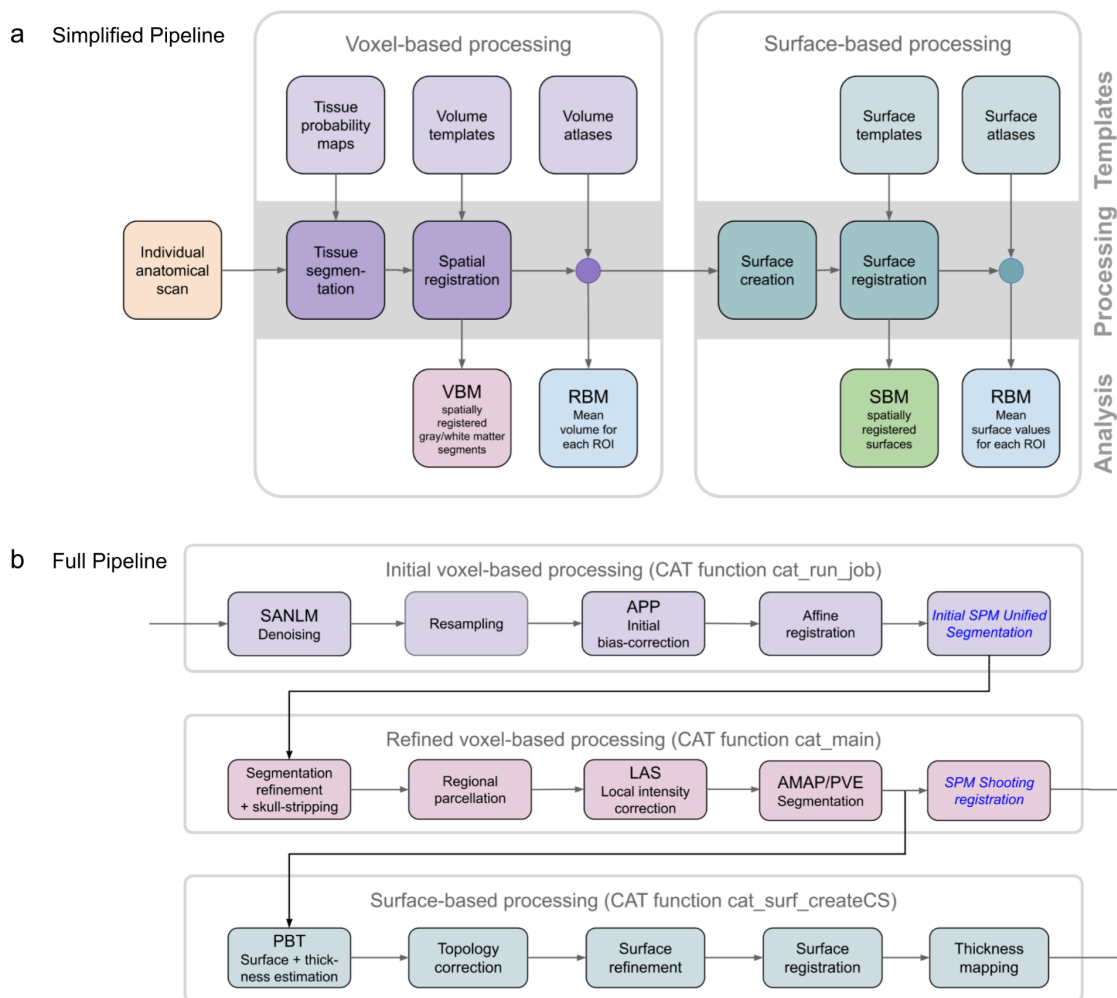 a Simplified Pipeline
Voxel-based processing
Surface-based processing
Tissue
probability
maps
Volume
templates
Volume
atlases
Surface
templates
Surface
atlases
Templates
Individual
anatomical
scan
Tissue
segmen-
tation
Spatial
registration
Surface
creation
Surface
registration
Processing
VBM
spatially
registered
gray/white matter
segments
RBM
Mean
volume for
each ROI
SBM
spatially
registered
surfaces
RBM
Mean
surface values
for each ROI
Analysis
b Full Pipeline
Initial voxel-based processing (CAT function cat_run_job)
SANLM
Denoising
Resampling
APP
Initial
bias-correction
Affine
registration
Initial SPM Unified
Segmentation
Refined voxel-based processing (CAT function cat_main)
Segmentation
refinement
+ skull-stripping
Regional
parcellation
LAS
Local intensity
correction
AMAP/PVE
Segmentation
SPM Shooting
registration
Surface-based processing (CAT function cat_surf_createCS)
PBT
Surface + thick-
ness estimation
Topology
correction
Surface
refinement
Surface
registration
Thickness
mapping